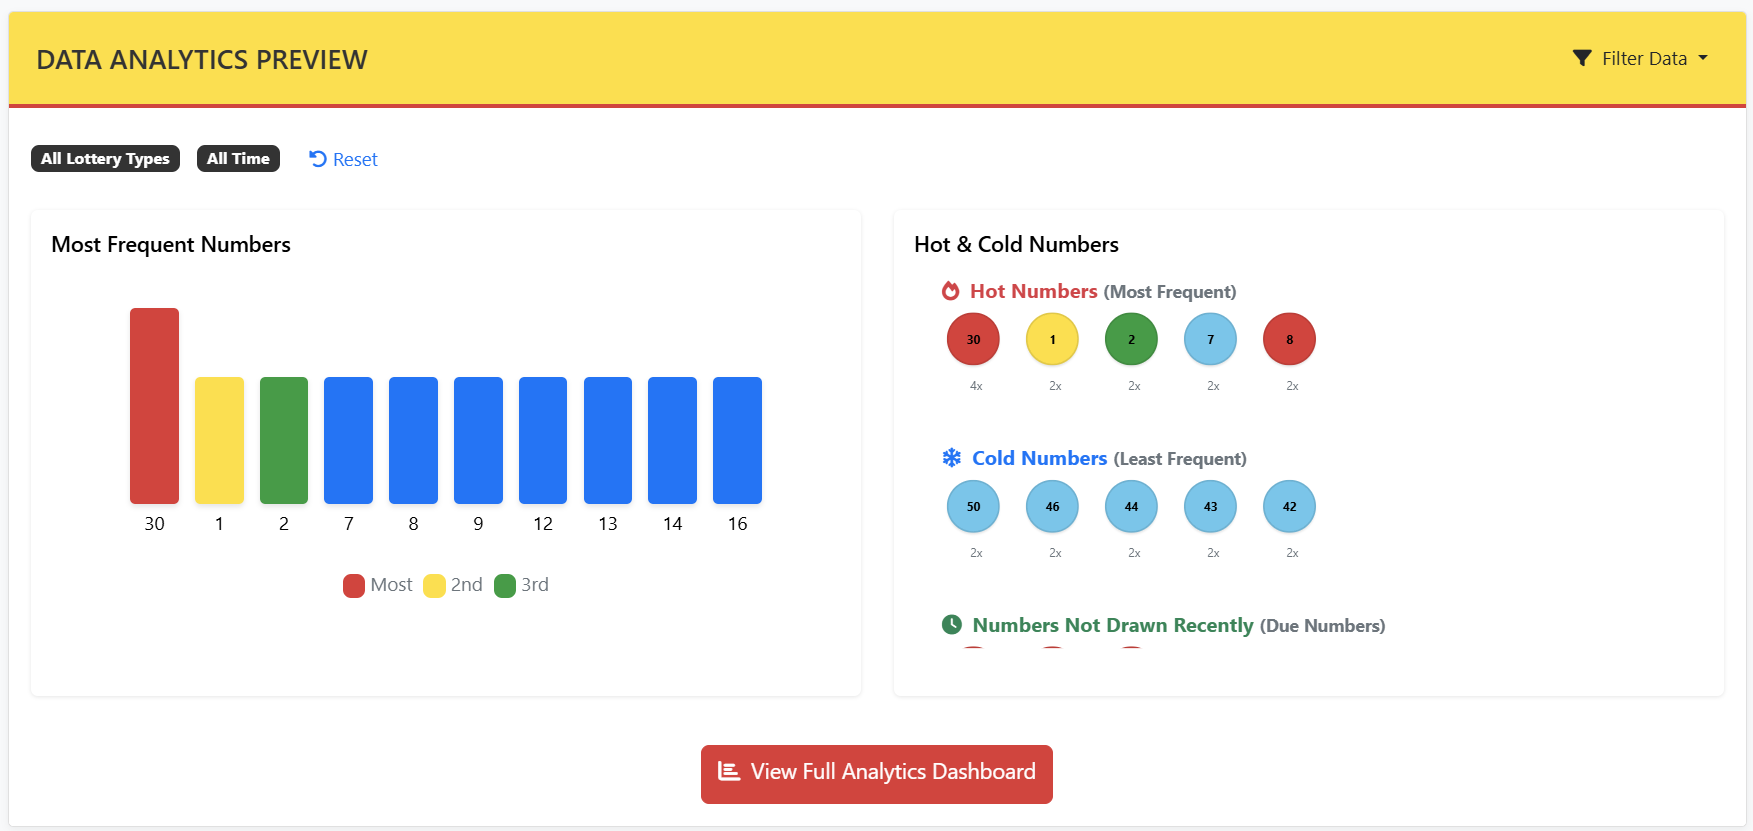 DATA ANALYTICS PREVIEW
Filter Data
All Lottery Types
All Time
Reset
Most Frequent Numbers
30 1 2 7 8 9 12 13 14 16
Most 2nd 3rd
Hot & Cold Numbers
Hot Numbers (Most Frequent)
30 1 2 7 8
4x 2x 2x 2x 2x
Cold Numbers (Least Frequent)
50 46 44 43 42
2x 2x 2x 2x 2x
Numbers Not Drawn Recently (Due Numbers)
View Full Analytics Dashboard